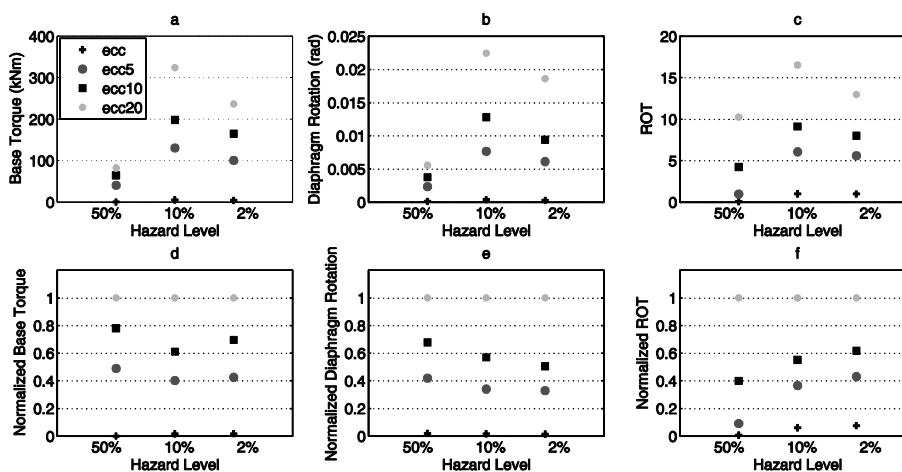 a
Base Torque (kNm)
400
300
200
100
0
ecc
ecc5
ecc10
ecc20
50% 10% 2%
Hazard Level
b
Diaphragm Rotation (rad)
0.025
0.02
0.015
0.01
0.005
0
50% 10% 2%
Hazard Level
c
ROT
20
15
10
5
0
50% 10% 2%
Hazard Level
d
Normalized Base Torque
1
0.8
0.6
0.4
0.2
0
50% 10% 2%
Hazard Level
e
Normalized Diaphragm Rotation
1
0.8
0.6
0.4
0.2
0
50% 10% 2%
Hazard Level
f
Normalized ROT
1
0.8
0.6
0.4
0.2
0
50% 10% 2%
Hazard Level